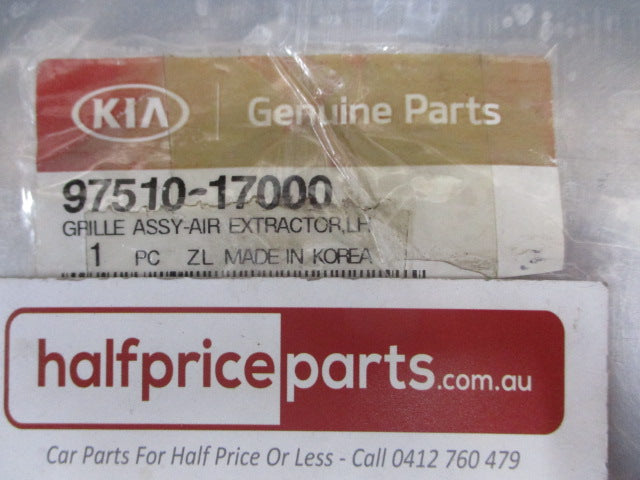 KIA Genuine Parts
97510-17000
GRILLE ASSY-AIR EXTRACTOR,LH
1 PC ZL MADE IN KOREA
halfpriceparts.com.au
Car Parts For Half Price Or Less - Call 0412 760 479